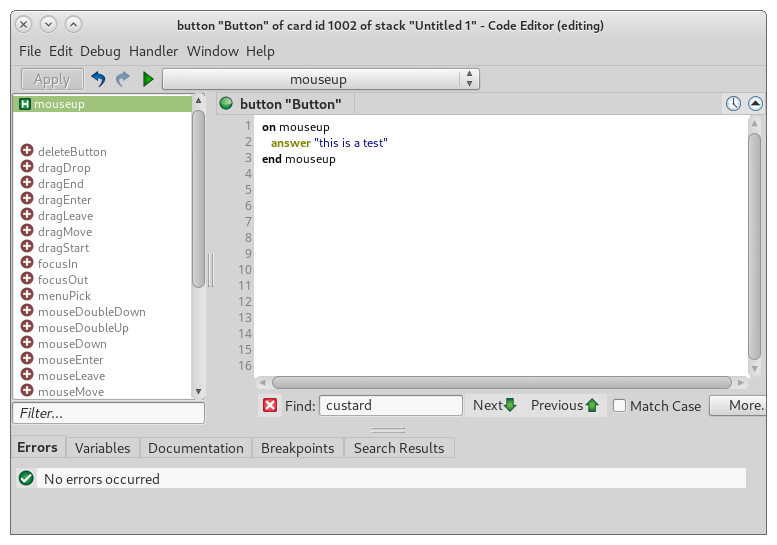 button "Button" of card id 1002 of stack "Untitled 1" - Code Editor (editing)
File Edit Debug Handler Window Help
Apply mouseup
H mouseup
button "Button"
deleteButton
dragDrop
dragEnd
dragEnter
dragLeave
dragMove
dragStart
focusIn
focusOut
menuPick
mouseDoubleDown
mouseDoubleUp
mouseDown
mouseEnter
mouseLeave
mouseMove
Filter...
1 on mouseup
2 answer "this is a test"
3 end mouseup
4
5
6
7
8
9
10
11
12
13
14
15
16
Find: custard Next Previous Match Case More.
Errors Variables Documentation Breakpoints Search Results
No errors occurred